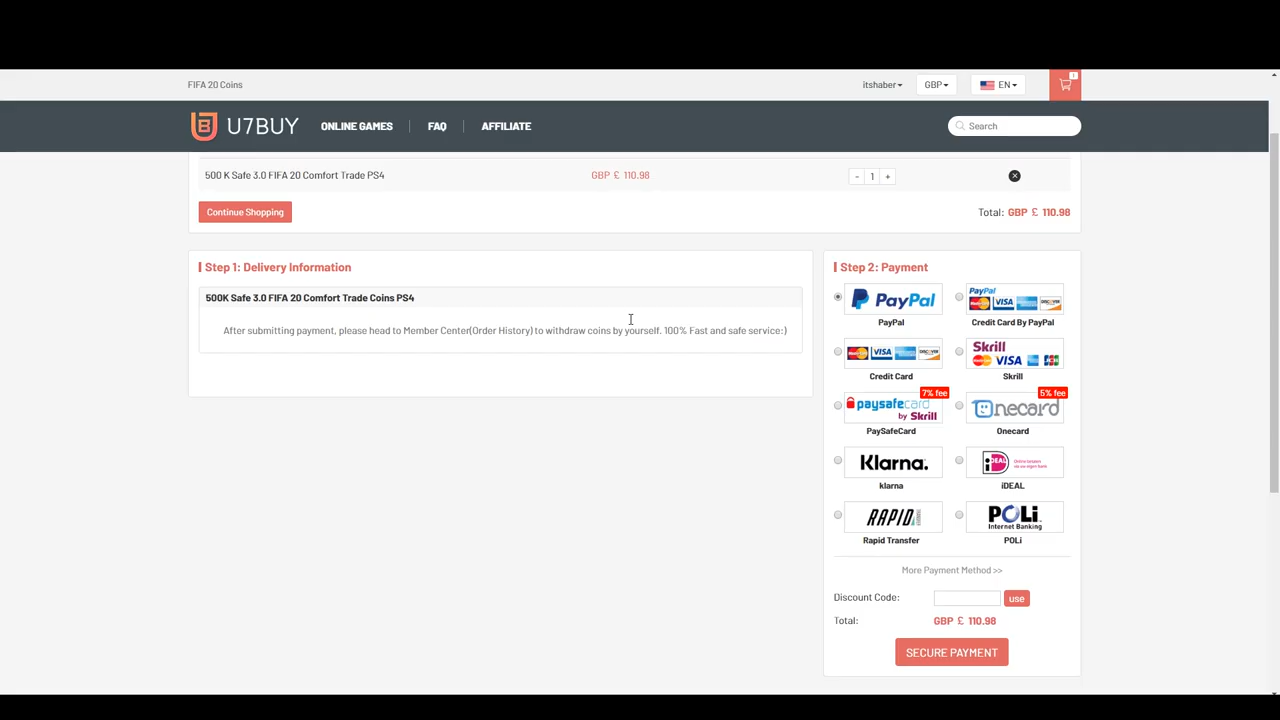 FIFA 20 Coins
itshaber
GBP
EN
1
U7BUY
ONLINE GAMES
FAQ
AFFILIATE
Search
500 K Safe 3.0 FIFA 20 Comfort Trade PS4
GBP £ 110.98
- 1 +
Continue Shopping
Total: GBP £ 110.98
Step 1: Delivery Information
500K Safe 3.0 FIFA 20 Comfort Trade Coins PS4
After submitting payment, please head to Member Center(Order History) to withdraw coins by yourself. 100% Fast and safe service:)
Step 2: Payment
PayPal
PayPal
PayPal
Credit Card By PayPal
VISA
Skrill
VISA
Credit Card
Skrill
7% fee
5% fee
paysafecard
by Skrill
Onecard
PaySafeCard
Onecard
Klarna.
iDEAL
klarna
iDEAL
RAPID
POLi
Internet Banking
Rapid Transfer
POLi
More Payment Method >>
Discount Code:
use
Total:
GBP £ 110.98
SECURE PAYMENT